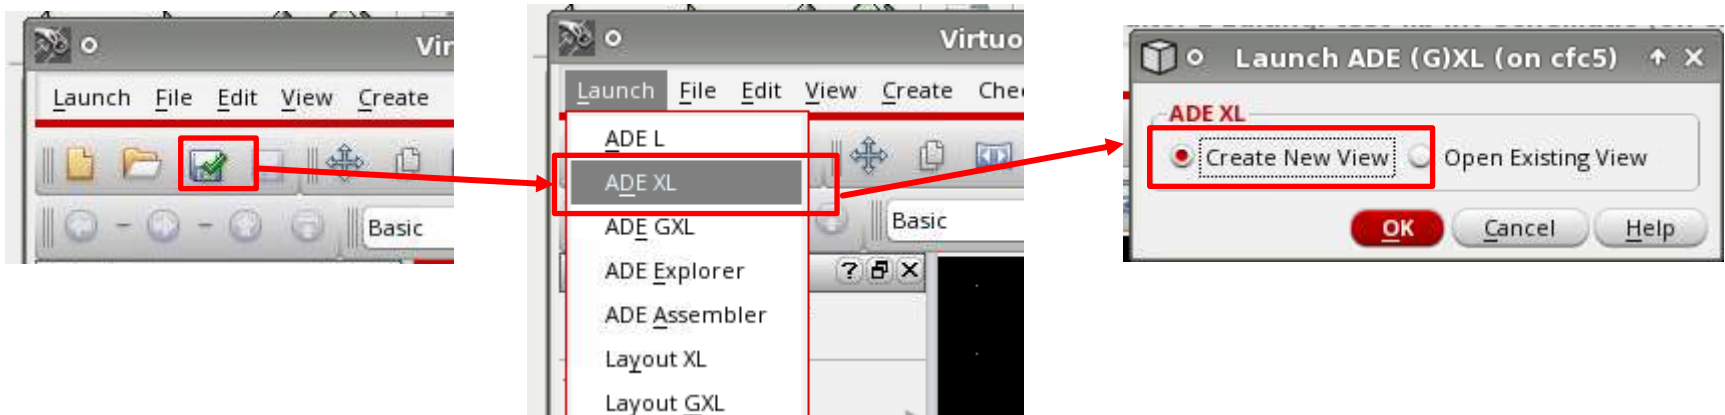 Vir
Launch File Edit View Create
Basic
Virtuo
Launch File Edit View Create Chec
ADE L
ADE XL
ADE GXL
ADE Explorer
ADE Assembler
Layout XL
Layout GXL
Basic
Launch ADE (G)XL (on cfc5)
ADE XL
Create New View Open Existing View
OK Cancel Help